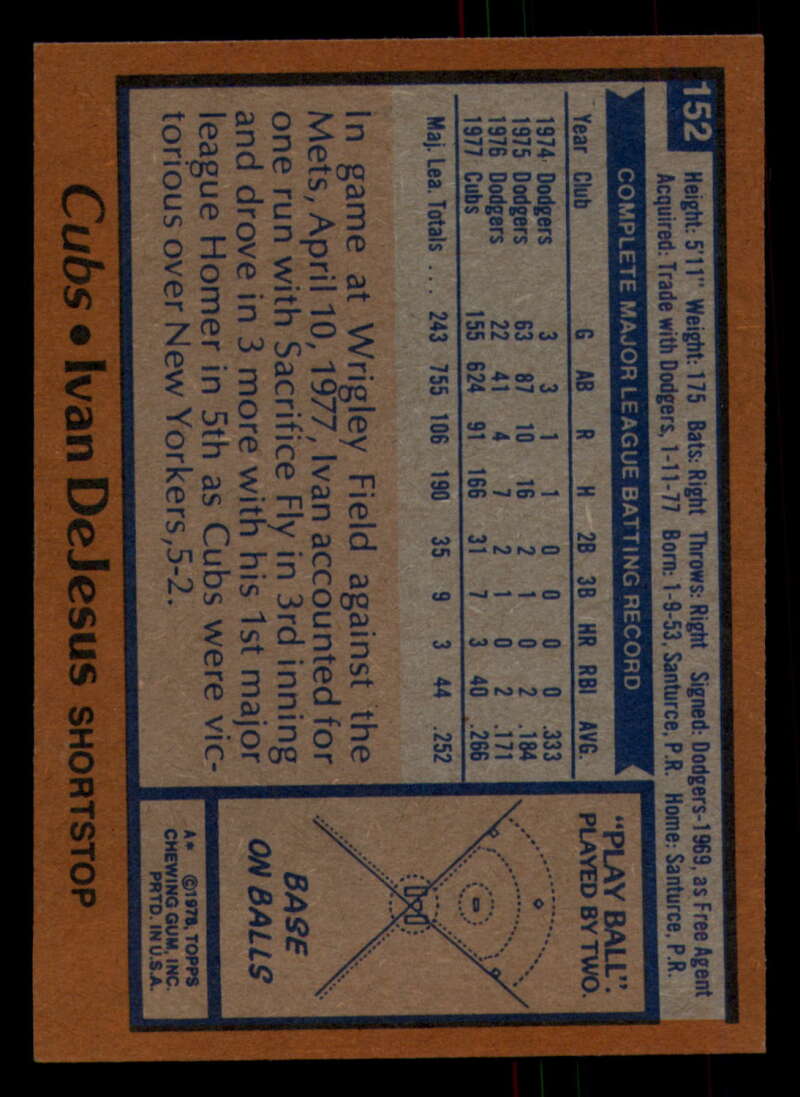 152
Height: 5'11" Weight: 175 Bats: Right Throws: Right Signed: Dodgers-1969, as Free Agent
Acquired: Trade with Dodgers, 1-11-77 Born: 1-9-53, Santurce, P.R. Home: Santurce, P.R.
COMPLETE MAJOR LEAGUE BATTING RECORD
Year Club G AB R H 2B 3B HR RBI AVG.
1974 Dodgers 3 3 1 1 0 0 0 0 .333
1975 Dodgers 63 87 10 16 2 1 0 2 .184
1976 Dodgers 22 41 4 7 2 1 0 2 .171
1977 Cubs 155 624 91 166 31 7 3 40 .266
Maj. Lea. Totals .... 243 755 106 190 35 9 3 44 .252
In game at Wrigley Field against the
Mets, April 10, 1977, Ivan accounted for
one run with Sacrifice Fly in 3rd inning
and drove in 3 more with his 1st major
league Homer in 5th as Cubs were vic-
torious over New Yorkers, 5-2.
"PLAY BALL":
PLAYED BY TWO.
BASE
ON BALLS
A* ©1978, TOPPS
CHEWING GUM, INC.
PRTD. IN U.S.A.
Cubs • Ivan DeJesus SHORTSTOP